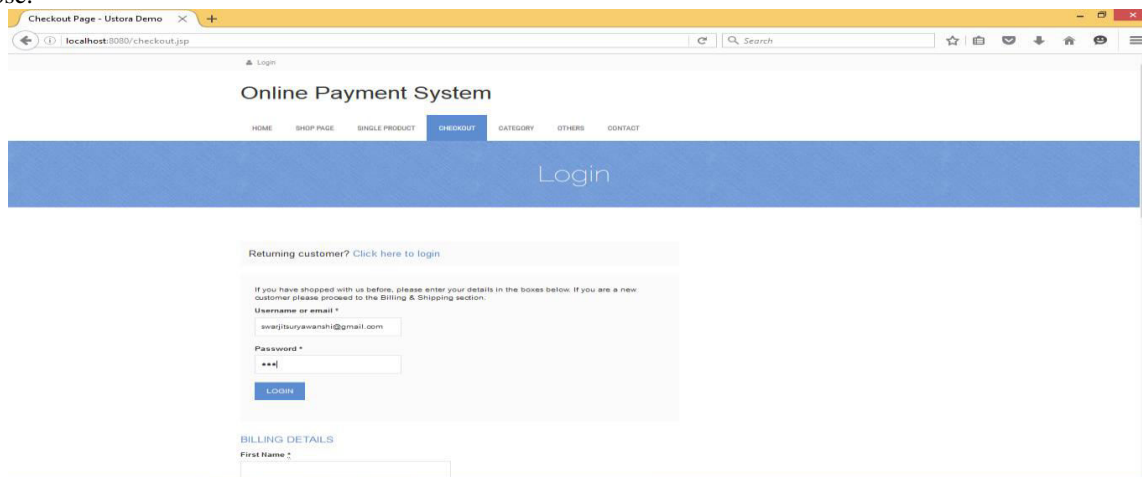 ose.
Checkout Page - Ustora Demo
localhost:8080/checkout.jsp
Search
Login
Online Payment System
HOME SHOP PAGE SINGLE PRODUCT CHECKOUT CATEGORY OTHERS CONTACT
Login
Returning customer? Click here to login
If you have shopped with us before, please enter your details in the boxes below. If you are a new
customer please proceed to the Billing & Shipping section.
Username or email *
swarjitsuryawanshi@gmail.com
Password *
LOGIN
BILLING DETAILS
First Name *